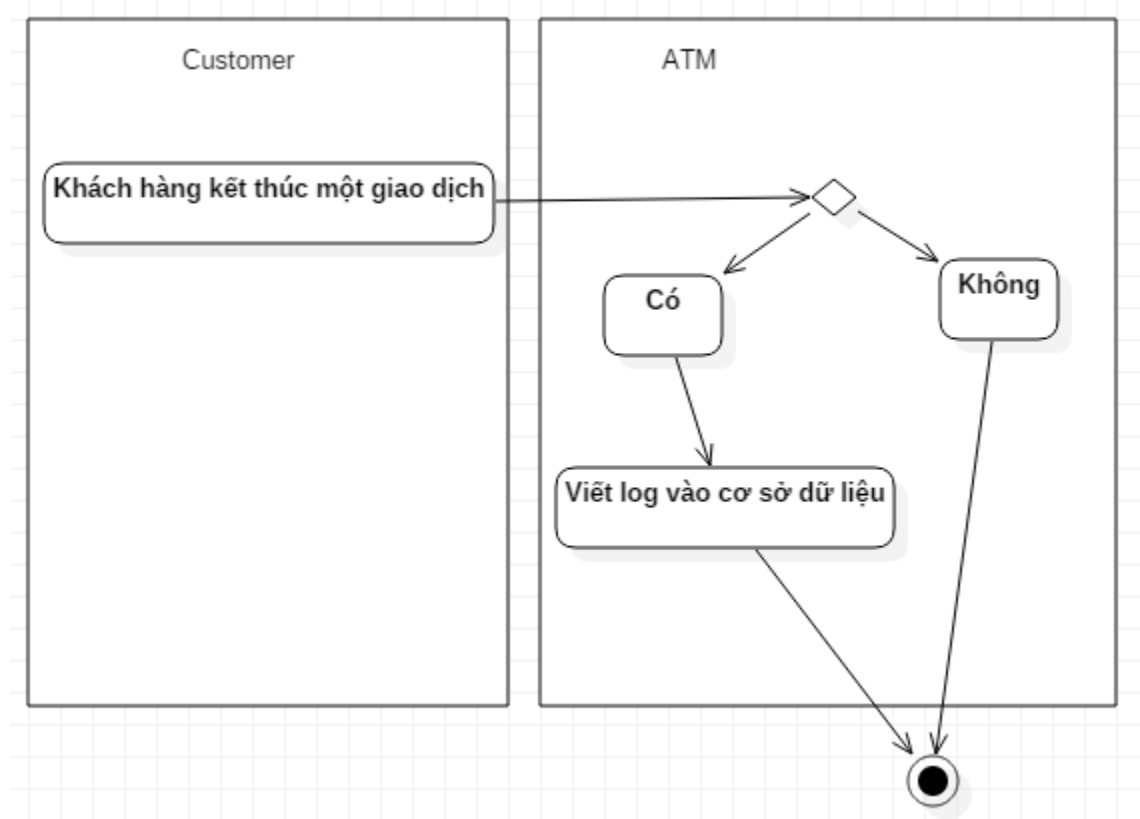 Customer
ATM
Khách hàng kết thúc một giao dịch
Có
Không
Viết log vào cơ sở dữ liệu